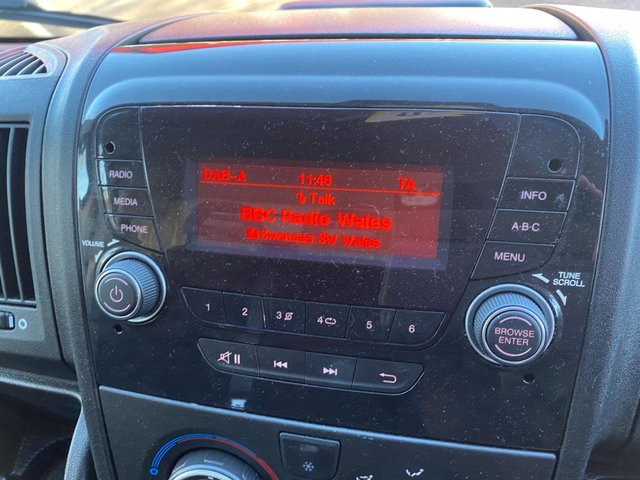 DAB-A 11:48 TA
Talk
BBC Radio Wales
Swansea SW Wales
RADIO
MEDIA
PHONE
VOLUME
INFO
A-B-C
MENU
TUNE
SCROLL
BROWSE
ENTER
1 2 3 4 5 6